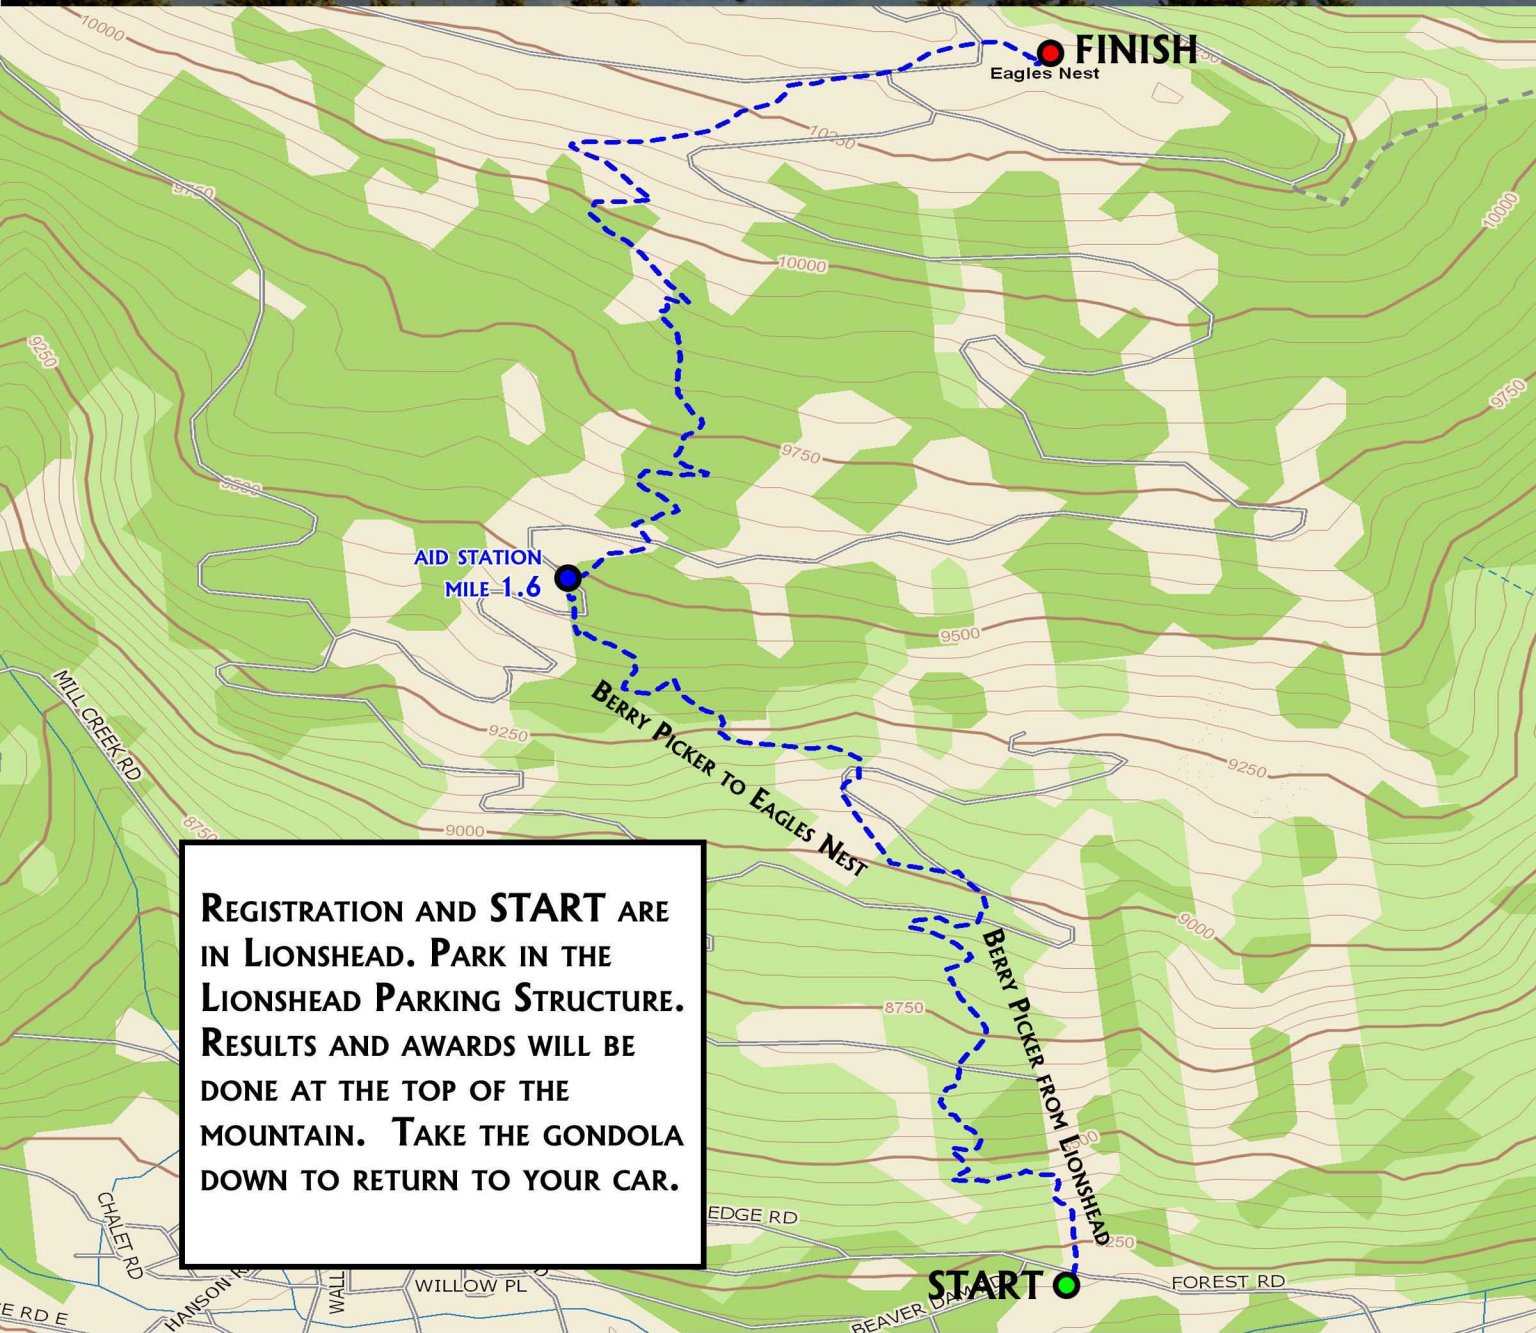 10000
FINISH
Eagles Nest
10250
9750
10000
10000
9250
9750
9750
9500
AID STATION
MILE 1.6
9500
BERRY PICKER TO EAGLES NEST
MILL CREEK RD
9250
9250
8750
9000
REGISTRATION AND START ARE
IN LIONSHEAD. PARK IN THE
LIONSHEAD PARKING STRUCTURE.
RESULTS AND AWARDS WILL BE
DONE AT THE TOP OF THE
MOUNTAIN. TAKE THE GONDOLA
DOWN TO RETURN TO YOUR CAR.
9000
BERRY PICKER FROM LIONSHEAD
8750
CHALET RD
EDGE RD
START
FOREST RD
WILLOW PL
HANSON
BEAVER
RD E